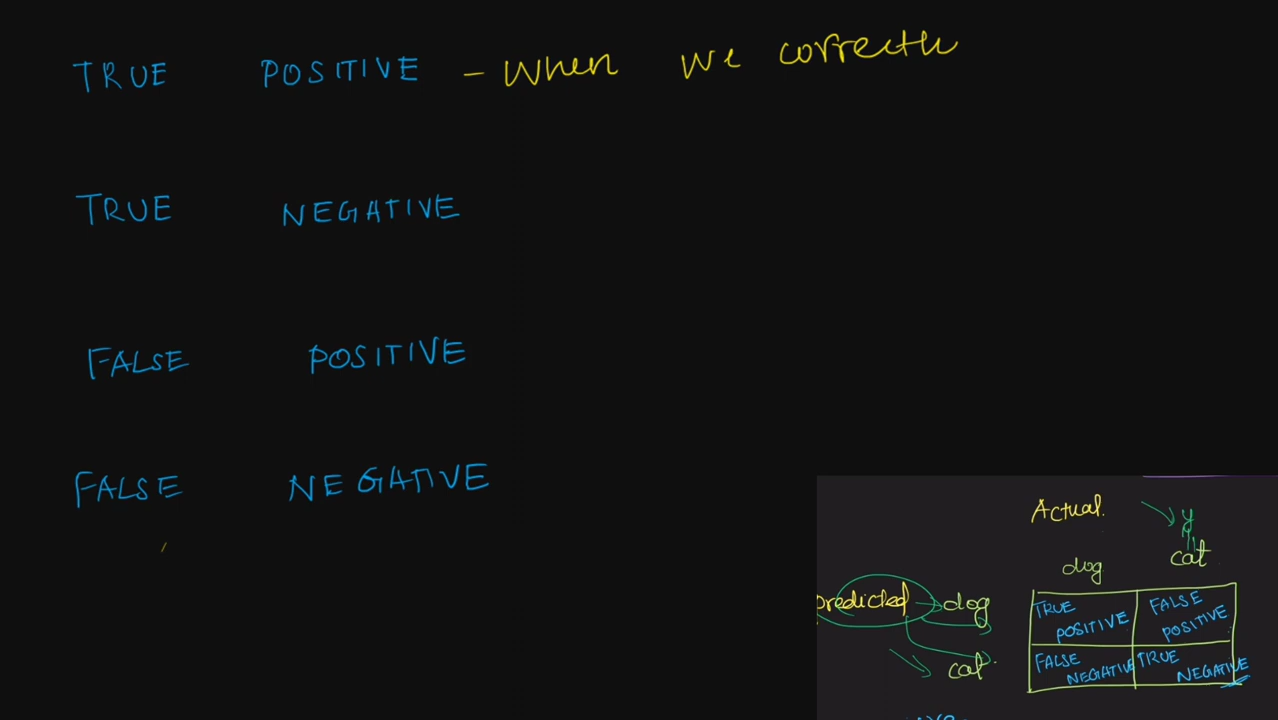 TRUE POSITIVE - When we correctly
TRUE NEGATIVE
FALSE POSITIVE
FALSE NEGATIVE
Actual. y
dog cat
predicted dog
TRUE POSITIVE FALSE POSITIVE
cat
FALSE NEGATIVE TRUE NEGATIVE